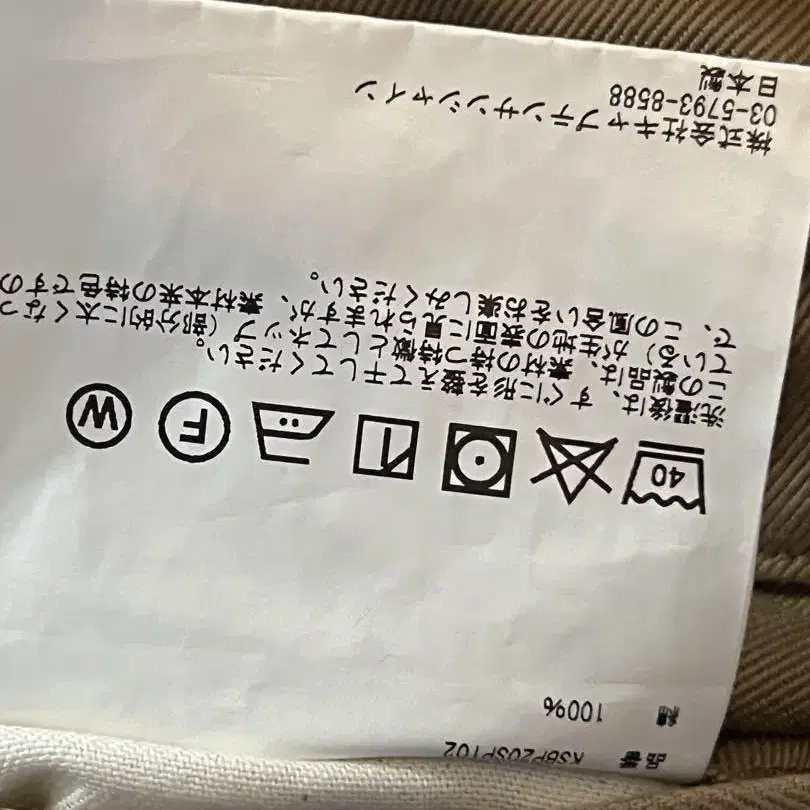 品番
綿 100%
40
F
W
洗濯後は、すぐに形を整えて干してください。
この製品は、素材の持つ特徴としてネップ（部分的に太くなっ
ている）が生地の表面に見られますが、素材本来の特色ですの
で、この風合いをお楽しみください。
株式会社キャプテンサンシャイン
03-5793-8588
日本製